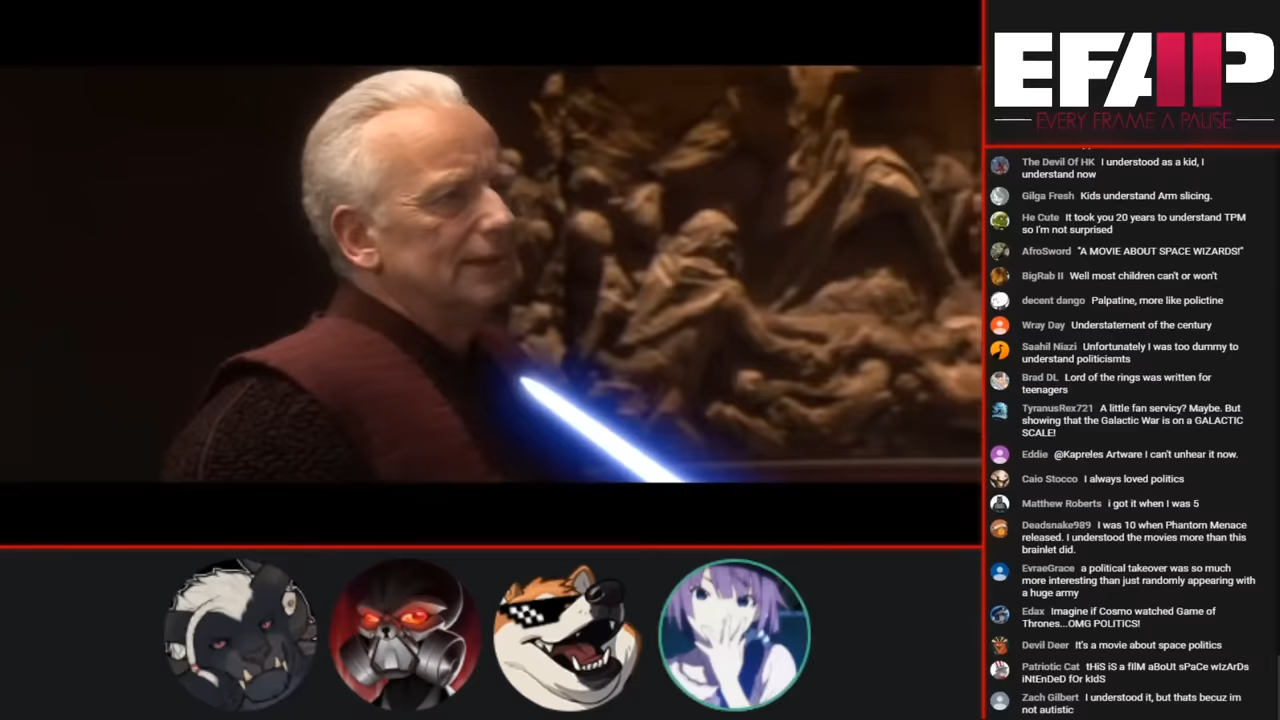 EFAP
EVERY FRAME A PAUSE
The Devil Of HK I understood as a kid, I
understand now
Gilga Fresh Kids understand Arm slicing.
He Cute It took you 20 years to understand TPM
so I'm not surprised
AfroSword "A MOVIE ABOUT SPACE WIZARDS!"
BigRab II Well most children can't or won't
decent dango Palpatine, more like polictine
Wray Day Understatement of the century
Saahil Niazi Unfortunately I was too dummy to
understand politicismts
Brad DL Lord of the rings was written for
teenagers
TyranusRex721 A little fan servicy? Maybe. But
showing that the Galactic War is on a GALACTIC
SCALE!
Eddie @Kapreles Artware I can't unhear it now.
Caio Stocco I always loved politics
Matthew Roberts i got it when I was 5
Deadsnake989 I was 10 when Phantom Menace
released. I understood the movies more than this
brainlet did.
EvraeGrace a political takeover was so much
more interesting than just randomly appearing with
a huge army
Edax Imagine if Cosmo watched Game of
Thrones...OMG POLITICS!
Devil Deer It's a movie about space politics
Patriotic Cat tHiS iS a fIlM aBoUt sPaCe wIzArDs
iNtEnDeD fOr kIdS
Zach Gilbert I understood it, but thats becuz im
not autistic